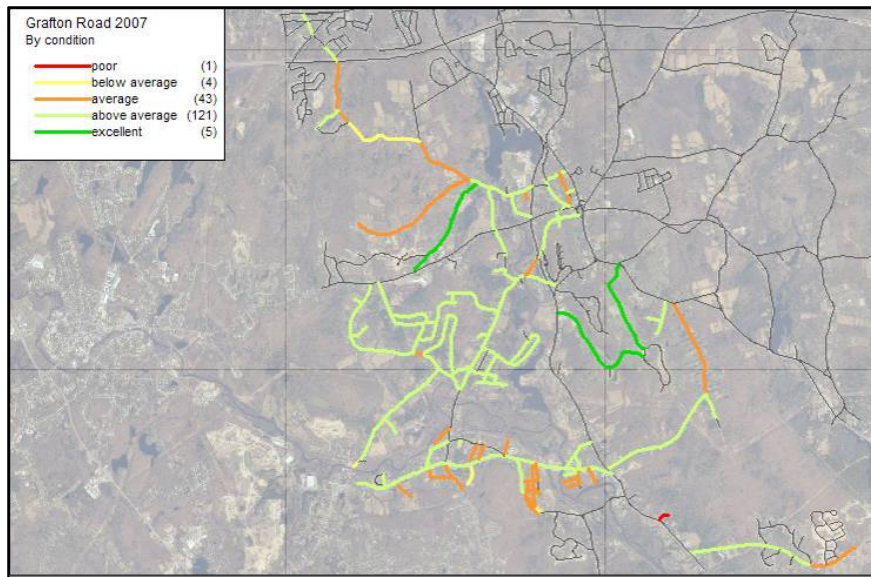 Grafton Road 2007
By condition
poor (1)
below average (4)
average (43)
above average (121)
excellent (5)